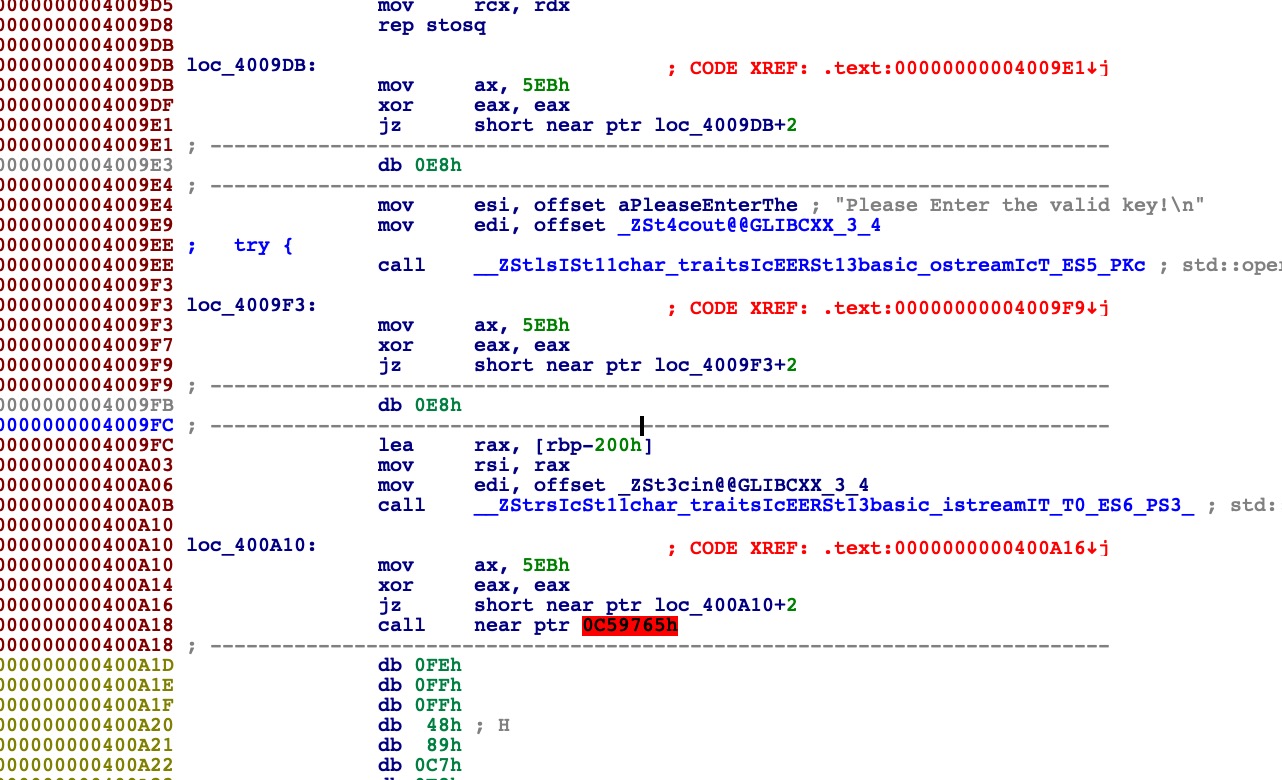 0000000004009D5 mov rcx, rdx
0000000004009D8 rep stosq
0000000004009DB
0000000004009DB loc_4009DB: ; CODE XREF: .text:00000000004009E1↓j
0000000004009DB mov ax, 5EBh
0000000004009DF xor eax, eax
0000000004009E1 jz short near ptr loc_4009DB+2
0000000004009E1 ; ---------------------------------------------------------------------------
0000000004009E3 db 0E8h
0000000004009E4 ; ---------------------------------------------------------------------------
0000000004009E4 mov esi, offset aPleaseEnterThe ; "Please Enter the valid key!\n"
0000000004009E9 mov edi, offset _ZSt4cout@@GLIBCXX_3_4
0000000004009EE ; try {
0000000004009EE call __ZStlsISt11char_traitsIcEERSt13basic_ostreamIcT_ES5_PKc ; std::oper
0000000004009F3
0000000004009F3 loc_4009F3: ; CODE XREF: .text:00000000004009F9↓j
0000000004009F3 mov ax, 5EBh
0000000004009F7 xor eax, eax
0000000004009F9 jz short near ptr loc_4009F3+2
0000000004009F9 ; ---------------------------------------------------------------------------
0000000004009FB db 0E8h
0000000004009FC ; ---------------------------------------------------------------------------
0000000004009FC lea rax, [rbp-200h]
000000000400A03 mov rsi, rax
000000000400A06 mov edi, offset _ZSt3cin@@GLIBCXX_3_4
000000000400A0B call __ZStrsIcSt11char_traitsIcEERSt13basic_istreamIT_T0_ES6_PS3_ ; std:
000000000400A10
000000000400A10 loc_400A10: ; CODE XREF: .text:0000000000400A16↓j
000000000400A10 mov ax, 5EBh
000000000400A14 xor eax, eax
000000000400A16 jz short near ptr loc_400A10+2
000000000400A18 call near ptr 0C59765h
000000000400A18 ; ---------------------------------------------------------------------------
000000000400A1D db 0FEh
000000000400A1E db 0FFh
000000000400A1F db 0FFh
000000000400A20 db 48h ; H
000000000400A21 db 89h
000000000400A22 db 0C7h